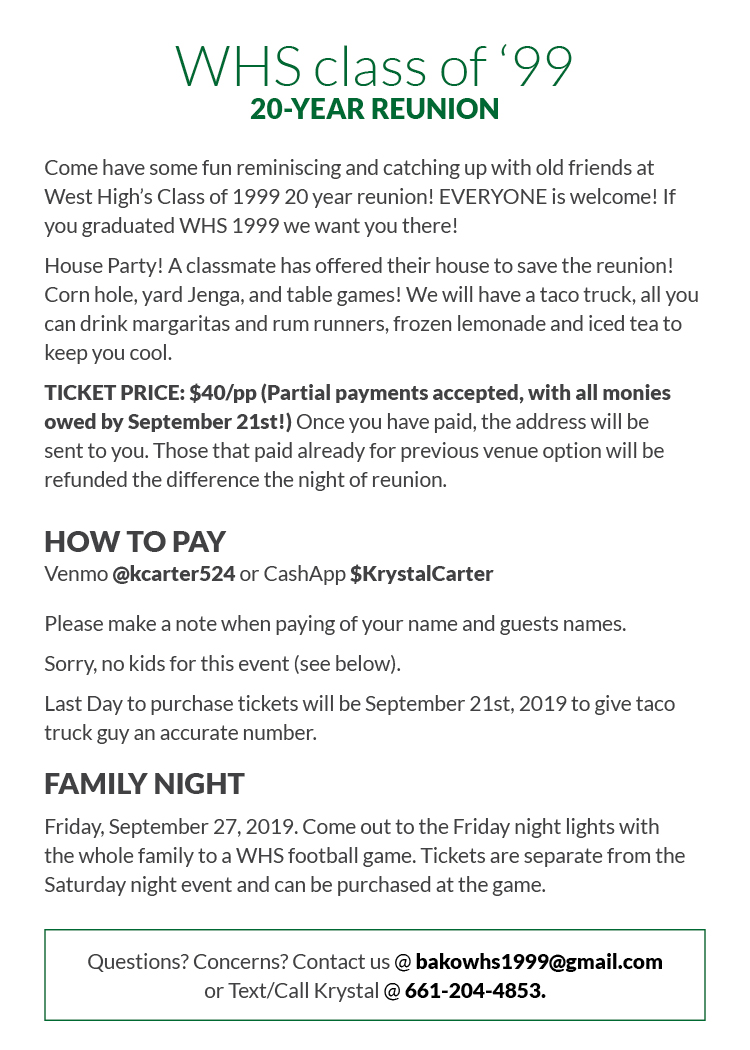 WHS class of ‘99
20-YEAR REUNION
Come have some fun reminiscing and catching up with old friends at
West High’s Class of 1999 20 year reunion! EVERYONE is welcome! If
you graduated WHS 1999 we want you there!
House Party! A classmate has offered their house to save the reunion!
Corn hole, yard Jenga, and table games! We will have a taco truck, all you
can drink margaritas and rum runners, frozen lemonade and iced tea to
keep you cool.
TICKET PRICE: $40/pp (Partial payments accepted, with all monies
owed by September 21st!) Once you have paid, the address will be
sent to you. Those that paid already for previous venue option will be
refunded the difference the night of reunion.
HOW TO PAY
Venmo @kcarter524 or CashApp $KrystalCarter
Please make a note when paying of your name and guests names.
Sorry, no kids for this event (see below).
Last Day to purchase tickets will be September 21st, 2019 to give taco
truck guy an accurate number.
FAMILY NIGHT
Friday, September 27, 2019. Come out to the Friday night lights with
the whole family to a WHS football game. Tickets are separate from the
Saturday night event and can be purchased at the game.
Questions? Concerns? Contact us @ bakowhs1999@gmail.com
or Text/Call Krystal @ 661-204-4853.